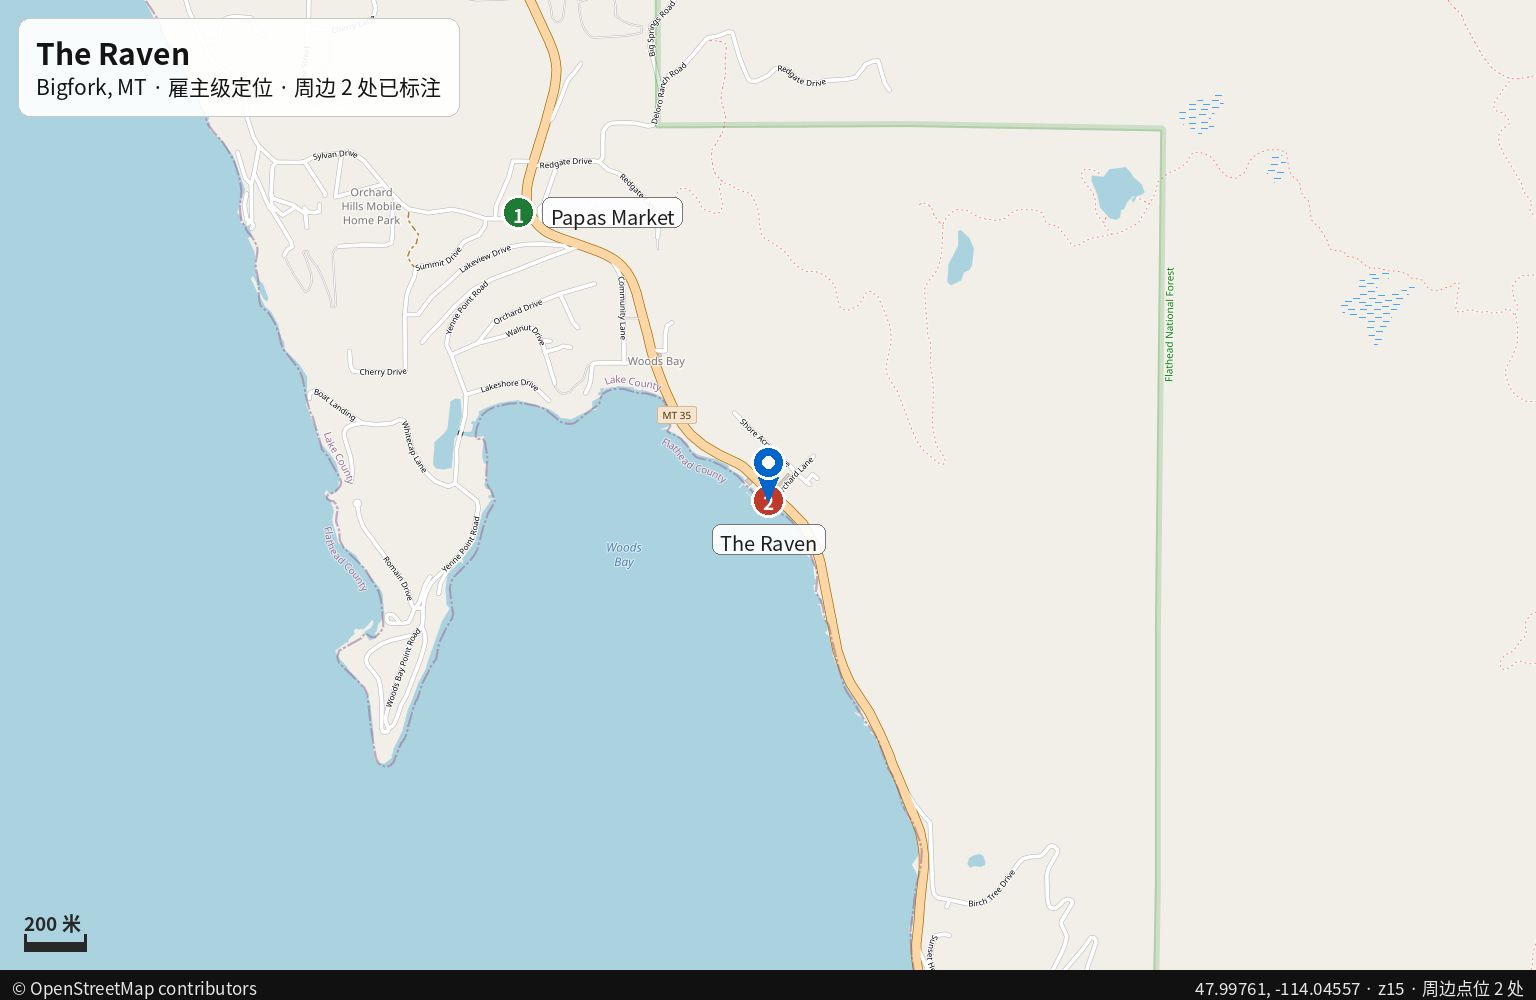 The Raven
Bigfork, MT · 雇主级定位 · 周边 2 处已标注
Big Springs Road
Deloro Ranch Road
Redgate Drive
Sylvan Drive
Redgate Drive
Redgate
Orchard
Hills Mobile
Home Park
1
Papas Market
Summit Drive
Lakeview Drive
Yenne Point Road
Community Lane
Orchard Drive
Walnut Drive
Flathead National Forest
Woods Bay
Cherry Drive
Lakeshore Drive
Lake County
Boat Landing
MT 35
Whitecap Lane
Lake County
Flathead County
2
The Raven
Yenne Point Road
Flathead County
Woods
Bay
Romain Drive
Woods Bay Point Road
Birch Tree Drive
200 米
© OpenStreetMap contributors
47.99761, -114.04557 · z15 · 周边点位 2 处